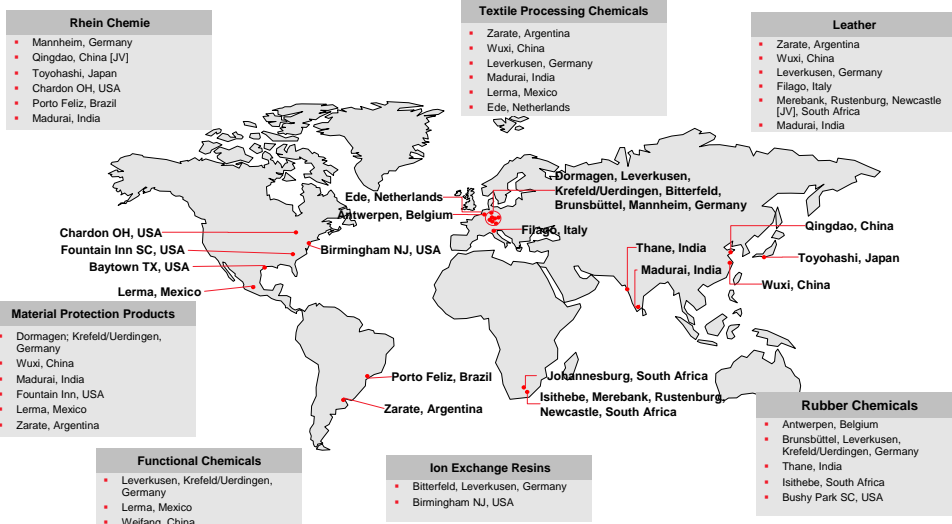 Rhein Chemie
Mannheim, Germany
Qingdao, China [JV]
Toyohashi, Japan
Chardon OH, USA
Porto Feliz, Brazil
Madurai, India
Textile Processing Chemicals
Zarate, Argentina
Wuxi, China
Leverkusen, Germany
Madurai, India
Lerma, Mexico
Ede, Netherlands
Leather
Zarate, Argentina
Wuxi, China
Leverkusen, Germany
Filago, Italy
Merebank, Rustenburg, Newcastle
[JV], South Africa
Madurai, India
Dormagen, Leverkusen,
Krefeld/Uerdingen, Bitterfeld,
Brunsbüttel, Mannheim, Germany
Ede, Netherlands
Antwerpen, Belgium
Filago, Italy
Chardon OH, USA
Fountain Inn SC, USA
Birmingham NJ, USA
Baytown TX, USA
Lerma, Mexico
Qingdao, China
Thane, India
Toyohashi, Japan
Madurai, India
Wuxi, China
Porto Feliz, Brazil
Zarate, Argentina
Johannesburg, South Africa
Isithebe, Merebank, Rustenburg,
Newcastle, South Africa
Material Protection Products
Dormagen; Krefeld/Uerdingen,
Germany
Wuxi, China
Madurai, India
Fountain Inn, USA
Lerma, Mexico
Zarate, Argentina
Functional Chemicals
Leverkusen, Krefeld/Uerdingen,
Germany
Lerma, Mexico
Weifang, China
Ion Exchange Resins
Bitterfeld, Leverkusen, Germany
Birmingham NJ, USA
Rubber Chemicals
Antwerpen, Belgium
Brunsbüttel, Leverkusen,
Krefeld/Uerdingen, Germany
Thane, India
Isithebe, South Africa
Bushy Park SC, USA